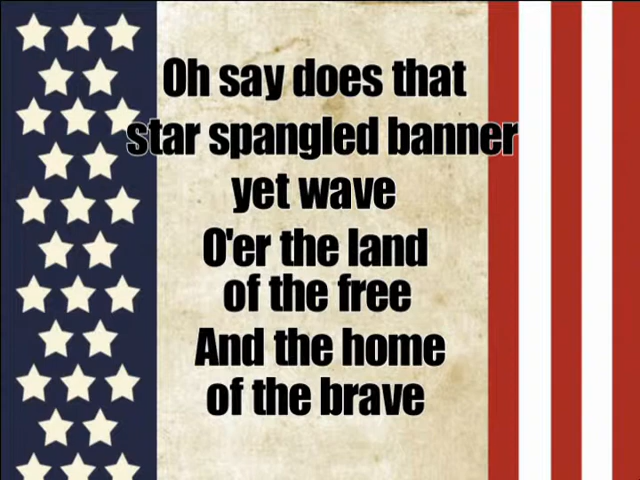 Oh say does that
star spangled banner
yet wave
O'er the land
of the free
And the home
of the brave